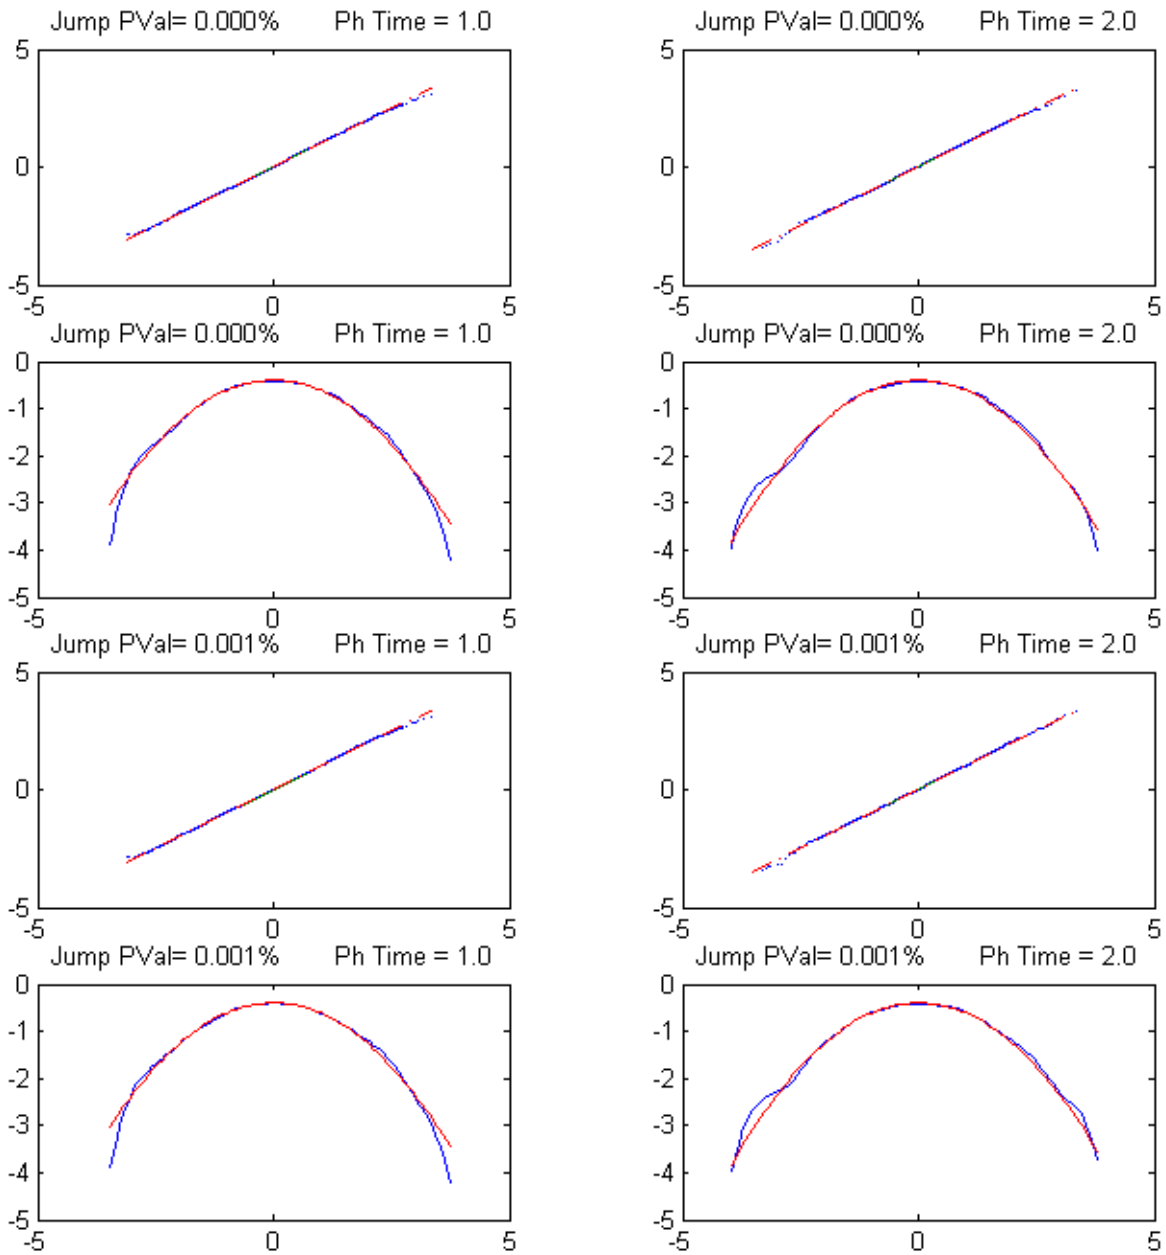 Jump PVal= 0.000% Ph Time = 1.0 Jump PVal= 0.000% Ph Time = 2.0
5 5
0 0
-5 -5
-5 0 5 -5 0 5
Jump PVal= 0.000% Ph Time = 1.0 Jump PVal= 0.000% Ph Time = 2.0
0 0
-1 -1
-2 -2
-3 -3
-4 -4
-5 -5
-5 0 5 -5 0 5
Jump PVal= 0.001% Ph Time = 1.0 Jump PVal= 0.001% Ph Time = 2.0
5 5
0 0
-5 -5
-5 0 5 -5 0 5
Jump PVal= 0.001% Ph Time = 1.0 Jump PVal= 0.001% Ph Time = 2.0
0 0
-1 -1
-2 -2
-3 -3
-4 -4
-5 -5
-5 0 5 -5 0 5